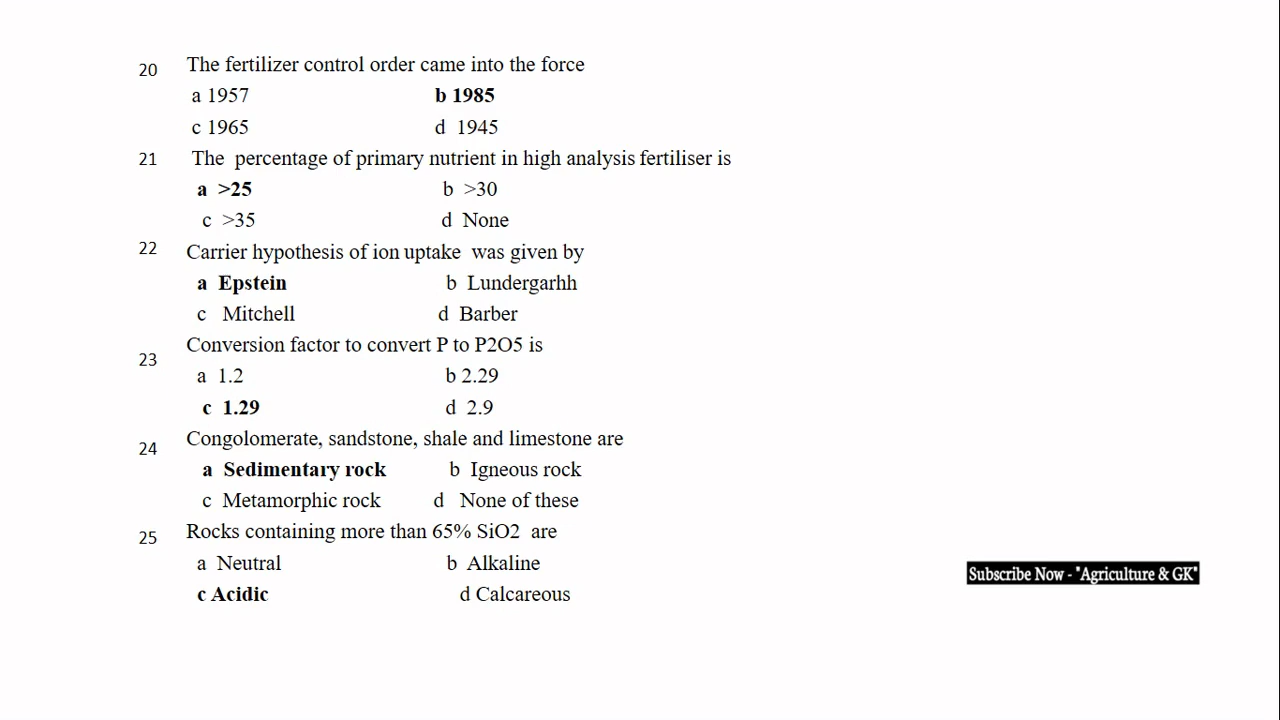 20 The fertilizer control order came into the force
a 1957 b 1985
c 1965 d 1945
21 The percentage of primary nutrient in high analysis fertiliser is
a >25 b >30
c >35 d None
22 Carrier hypothesis of ion uptake was given by
a Epstein b Lundergarhh
c Mitchell d Barber
23 Conversion factor to convert P to P2O5 is
a 1.2 b 2.29
c 1.29 d 2.9
24 Congolomerate, sandstone, shale and limestone are
a Sedimentary rock b Igneous rock
c Metamorphic rock d None of these
25 Rocks containing more than 65% SiO2 are
a Neutral b Alkaline
c Acidic d Calcareous
Subscribe Now - "Agriculture & GK"